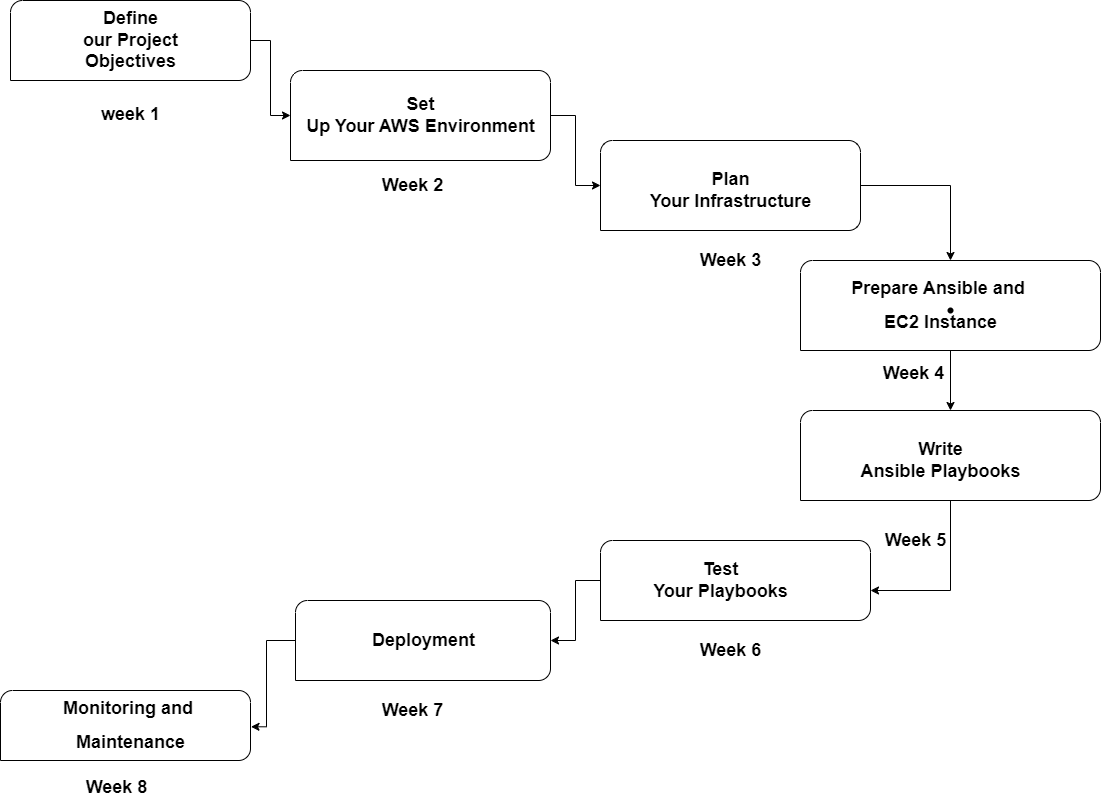 Define
our Project
Objectives
week 1
Set
Up Your AWS Environment
Week 2
Plan
Your Infrastructure
Week 3
Prepare Ansible and
EC2 Instance
Week 4
Write
Ansible Playbooks
Week 5
Test
Your Playbooks
Week 6
Deployment
Week 7
Monitoring and
Maintenance
Week 8